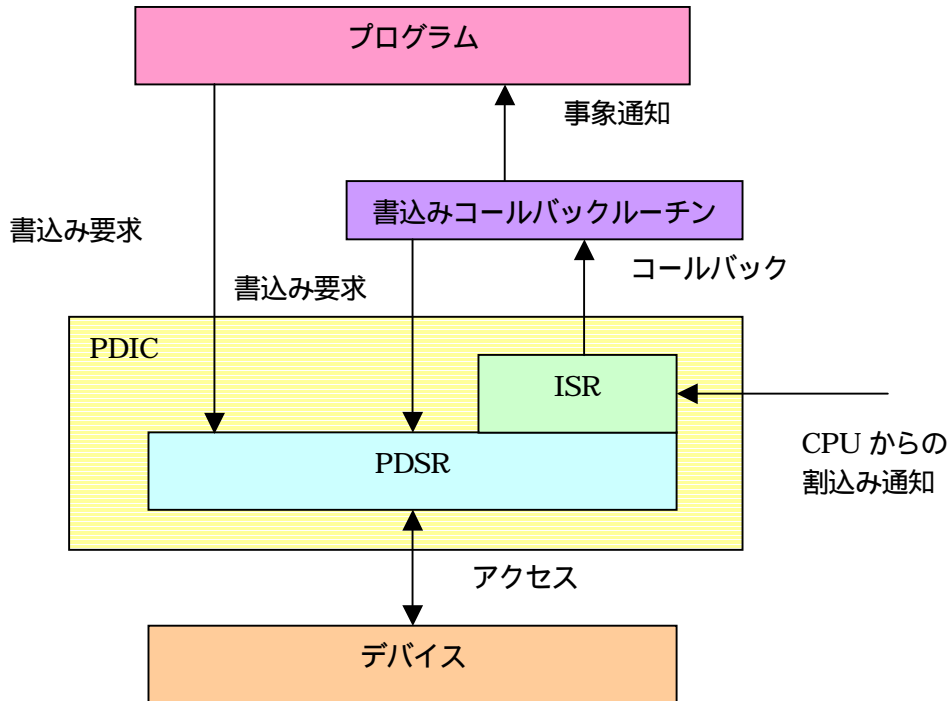 プログラム
事象通知
書込みコールバックルーチン
書込み要求
コールバック
書込み要求
PDIC
ISR
CPU からの
割込み通知
PDSR
アクセス
デバイス